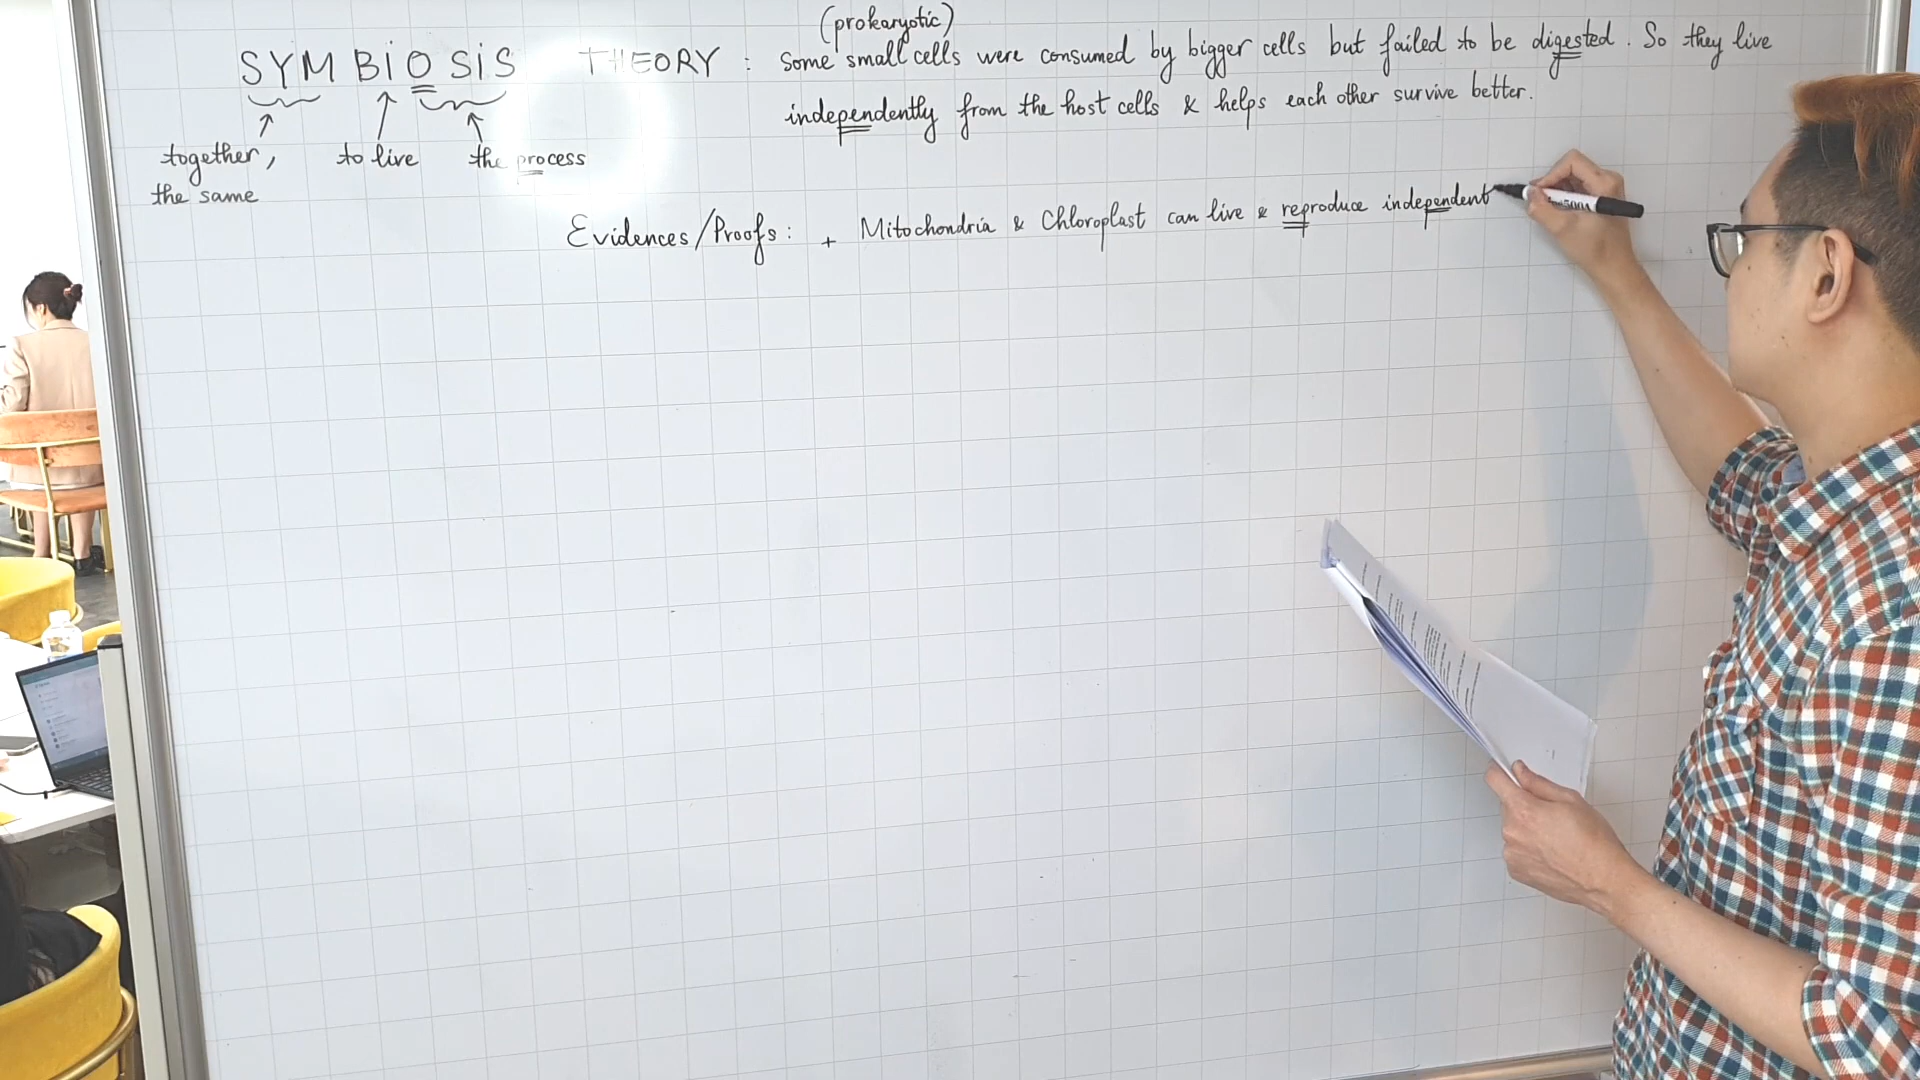 (prokaryotic)
SYMBiOSiS THEORY : Some small cells were consumed by bigger cells but failed to be digested. So they live
independently from the host cells & helps each other survive better.
together, to live the process
the same
Evidences/Proofs: + Mitochondria & Chloroplast can live & reproduce independent